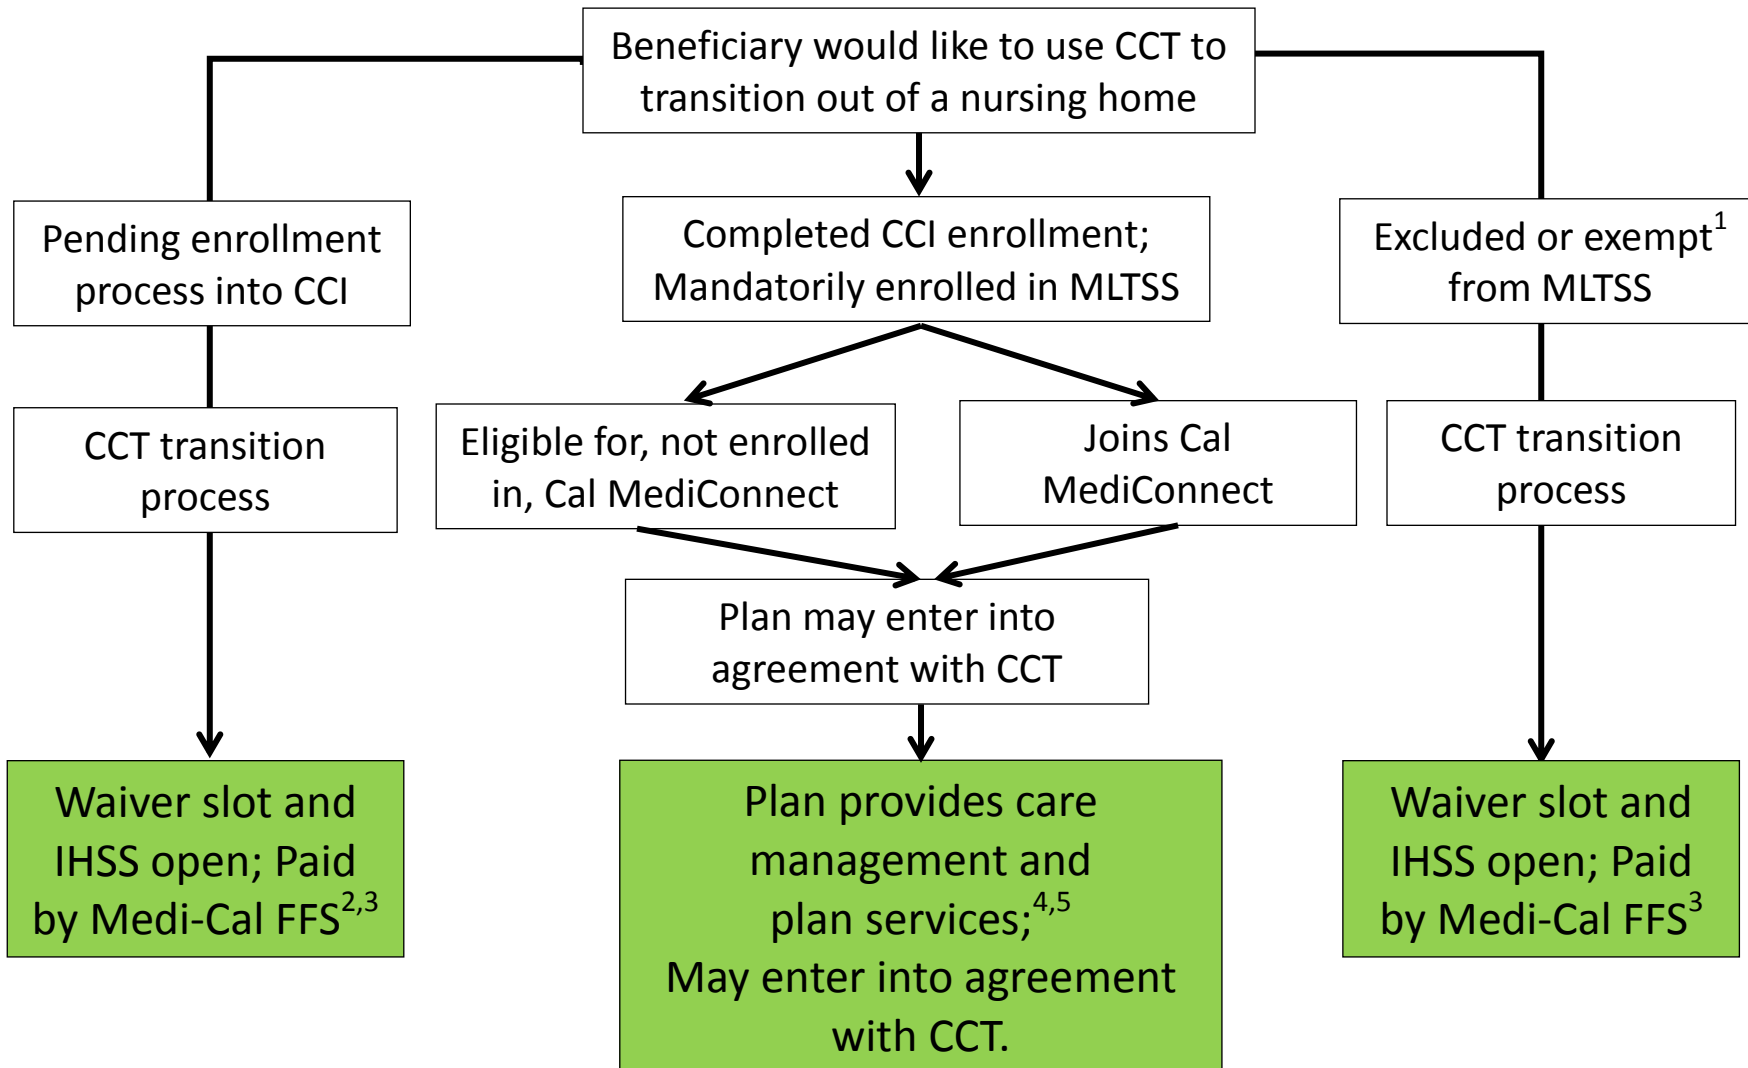 Beneficiary would like to use CCT to
transition out of a nursing home
Pending enrollment
process into CCI
Completed CCI enrollment;
Mandatorily enrolled in MLTSS
Excluded or exempt1
from MLTSS
CCT transition
process
Eligible for, not enrolled
in, Cal MediConnect
Joins Cal
MediConnect
CCT transition
process
Plan may enter into
agreement with CCT
Waiver slot and
IHSS open; Paid
by Medi-Cal FFS2,3
Plan provides care
management and
plan services;4,5
May enter into agreement
with CCT.
Waiver slot and
IHSS open; Paid
by Medi-Cal FFS3